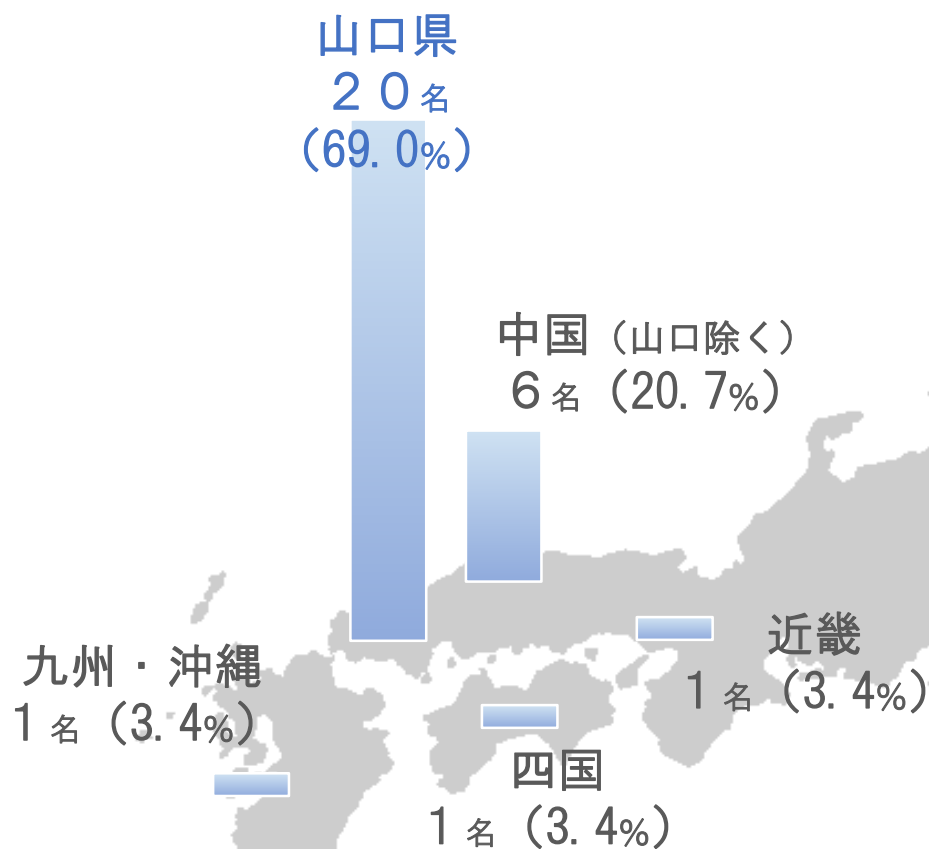 山口県
２０名
(69.0%)
中国（山口除く）
６名（20.7%）
近畿
１名（3.4%）
九州・沖縄
１名（3.4%）
四国
１名（3.4%）